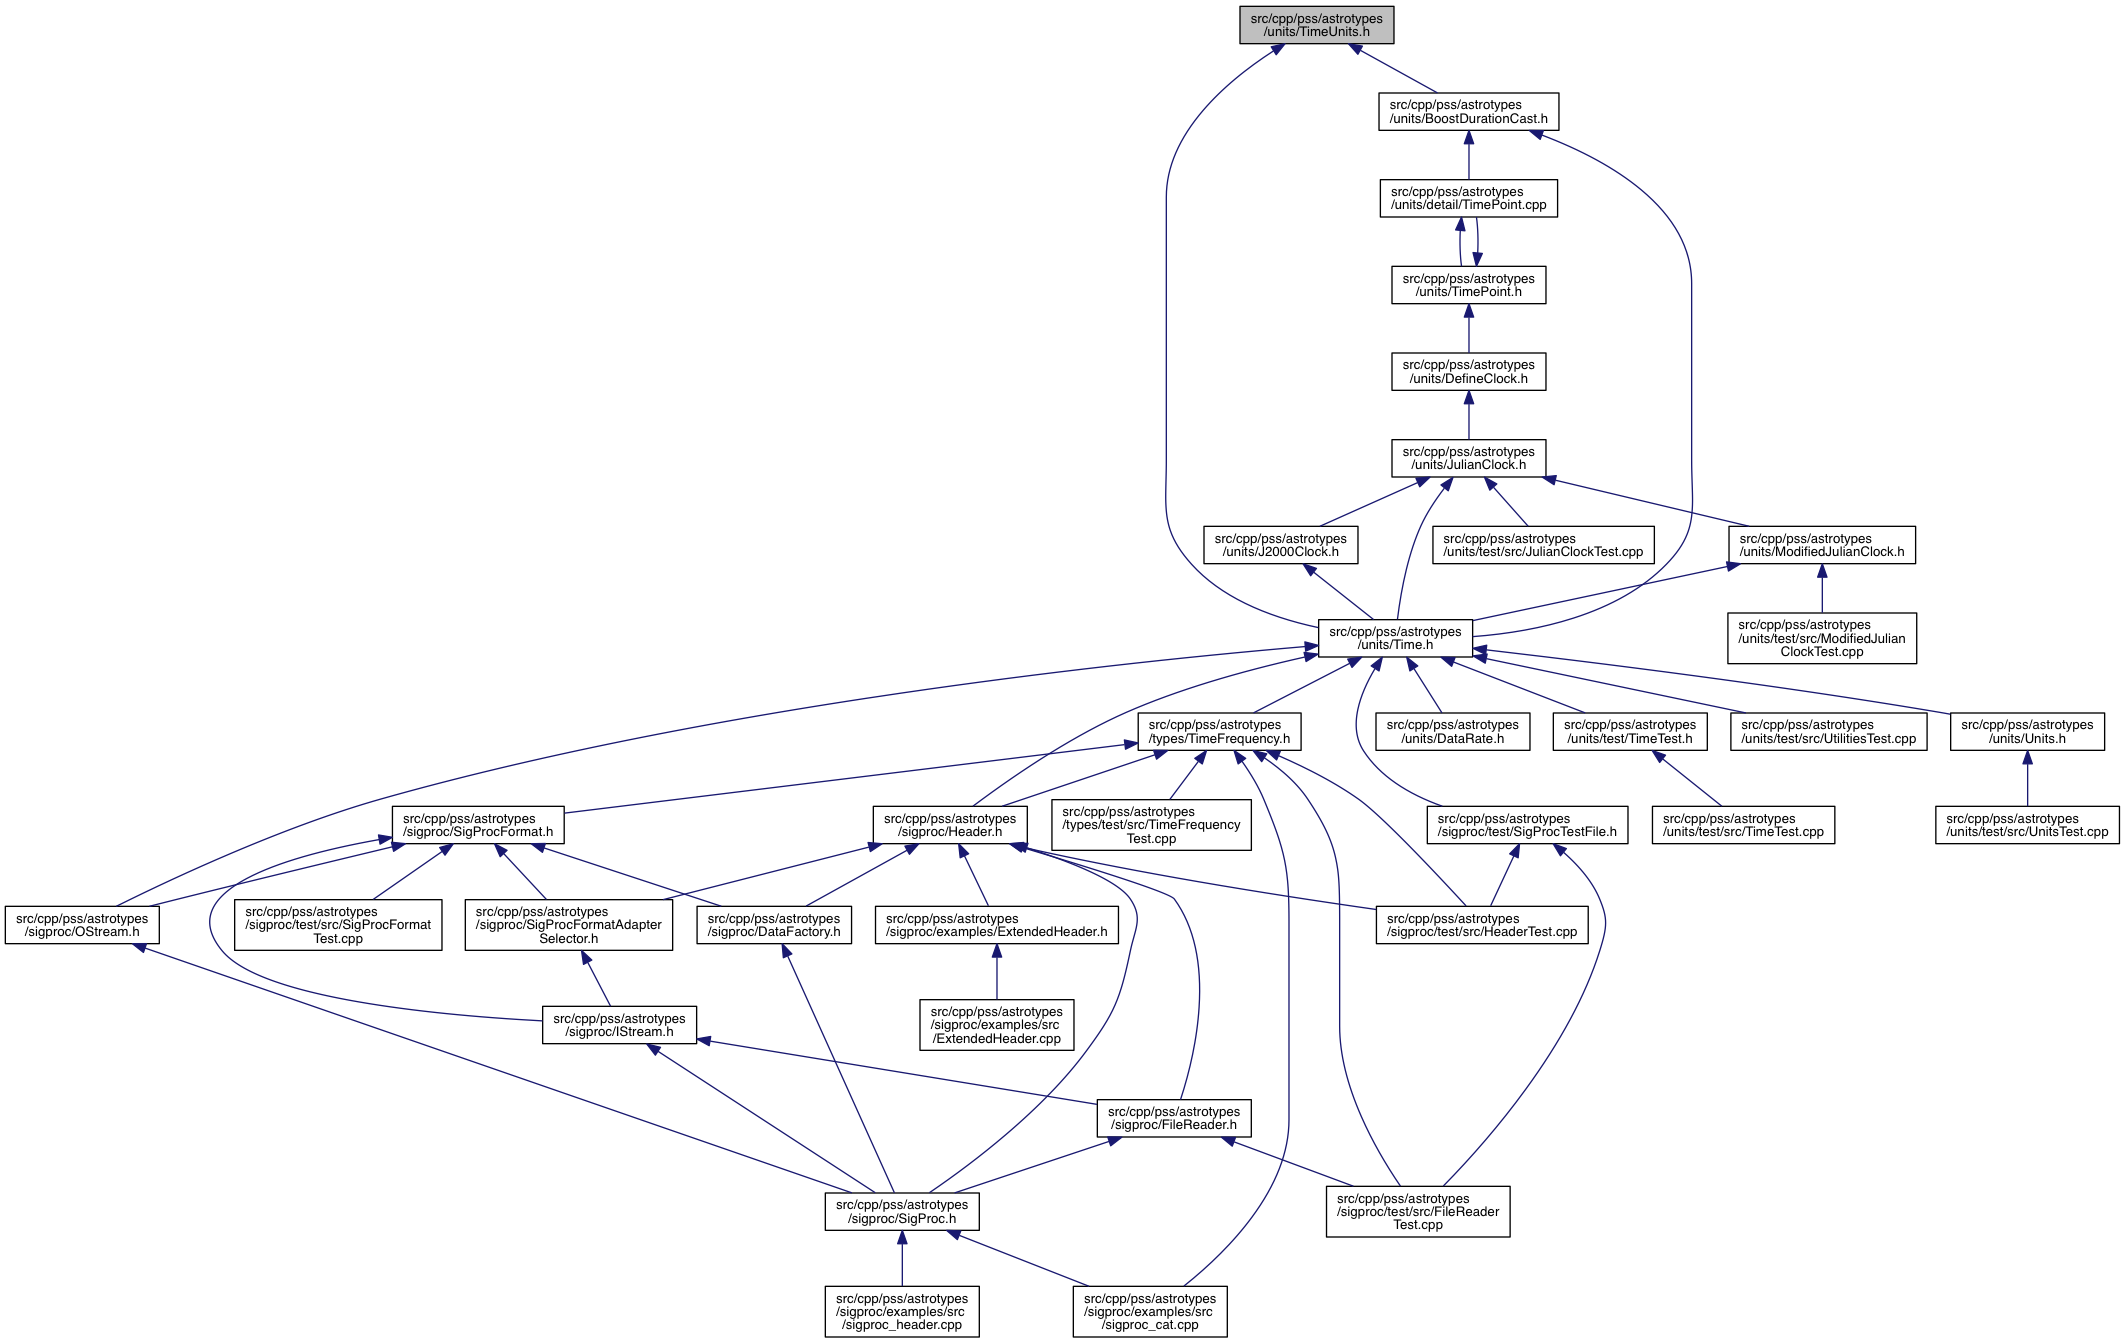 src/cpp/pss/astrotypes
/units/TimeUnits.h
src/cpp/pss/astrotypes
/units/BoostDurationCast.h
src/cpp/pss/astrotypes
/units/detail/TimePoint.cpp
src/cpp/pss/astrotypes
/units/TimePoint.h
src/cpp/pss/astrotypes
/units/DefineClock.h
src/cpp/pss/astrotypes
/units/JulianClock.h
src/cpp/pss/astrotypes
/units/J2000Clock.h
src/cpp/pss/astrotypes
/units/test/src/JulianClockTest.cpp
src/cpp/pss/astrotypes
/units/ModifiedJulianClock.h
src/cpp/pss/astrotypes
/units/Time.h
src/cpp/pss/astrotypes
/units/test/src/ModifiedJulian
ClockTest.cpp
src/cpp/pss/astrotypes
/types/TimeFrequency.h
src/cpp/pss/astrotypes
/units/DataRate.h
src/cpp/pss/astrotypes
/units/test/TimeTest.h
src/cpp/pss/astrotypes
/units/test/src/UtilitiesTest.cpp
src/cpp/pss/astrotypes
/units/Units.h
src/cpp/pss/astrotypes
/sigproc/SigProcFormat.h
src/cpp/pss/astrotypes
/sigproc/Header.h
src/cpp/pss/astrotypes
/types/test/src/TimeFrequency
Test.cpp
src/cpp/pss/astrotypes
/sigproc/test/SigProcTestFile.h
src/cpp/pss/astrotypes
/units/test/src/TimeTest.cpp
src/cpp/pss/astrotypes
/units/test/src/UnitsTest.cpp
src/cpp/pss/astrotypes
/sigproc/OStream.h
src/cpp/pss/astrotypes
/sigproc/test/src/SigProcFormat
Test.cpp
src/cpp/pss/astrotypes
/sigproc/SigProcFormatAdapter
Selector.h
src/cpp/pss/astrotypes
/sigproc/DataFactory.h
src/cpp/pss/astrotypes
/sigproc/examples/ExtendedHeader.h
src/cpp/pss/astrotypes
/sigproc/test/src/HeaderTest.cpp
src/cpp/pss/astrotypes
/sigproc/IStream.h
src/cpp/pss/astrotypes
/sigproc/examples/src
/ExtendedHeader.cpp
src/cpp/pss/astrotypes
/sigproc/FileReader.h
src/cpp/pss/astrotypes
/sigproc/SigProc.h
src/cpp/pss/astrotypes
/sigproc/test/src/FileReader
Test.cpp
src/cpp/pss/astrotypes
/sigproc/examples/src
/sigproc_header.cpp
src/cpp/pss/astrotypes
/sigproc/examples/src
/sigproc_cat.cpp